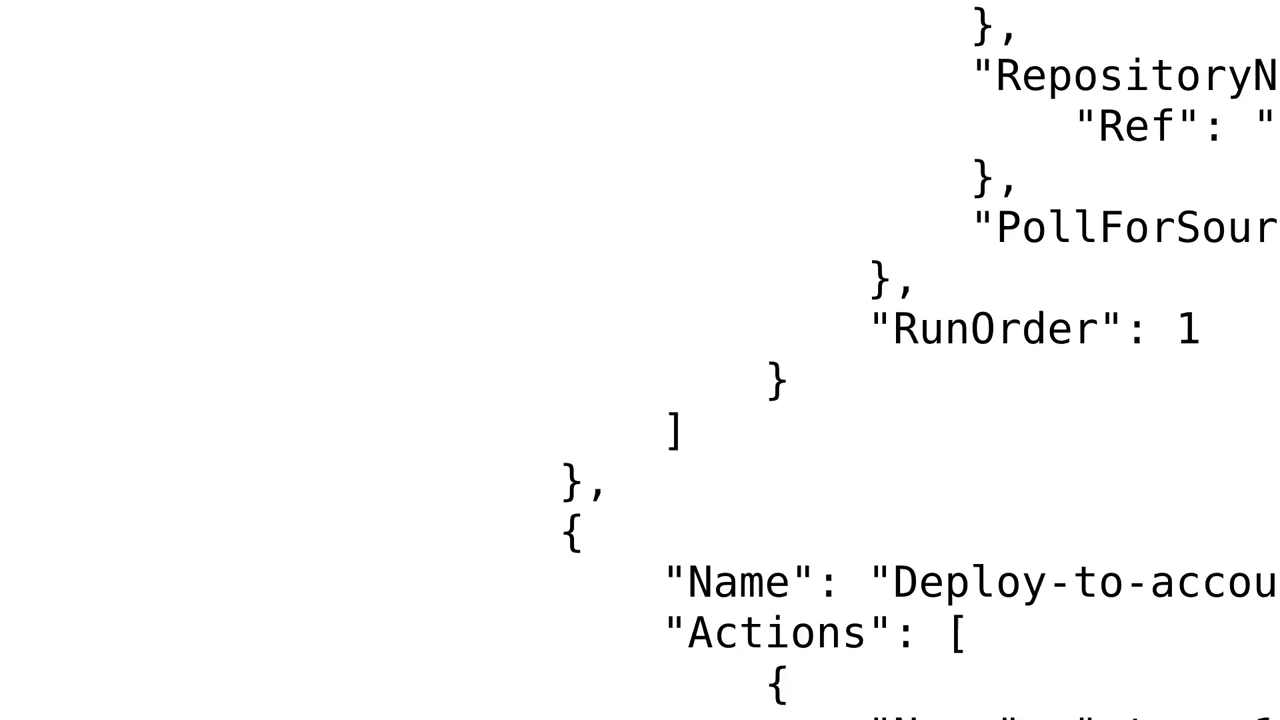 },
"RepositoryN
"Ref": "
},
"PollForSour
},
"RunOrder": 1
}
]
},
{
"Name": "Deploy-to-accou
"Actions": [
{